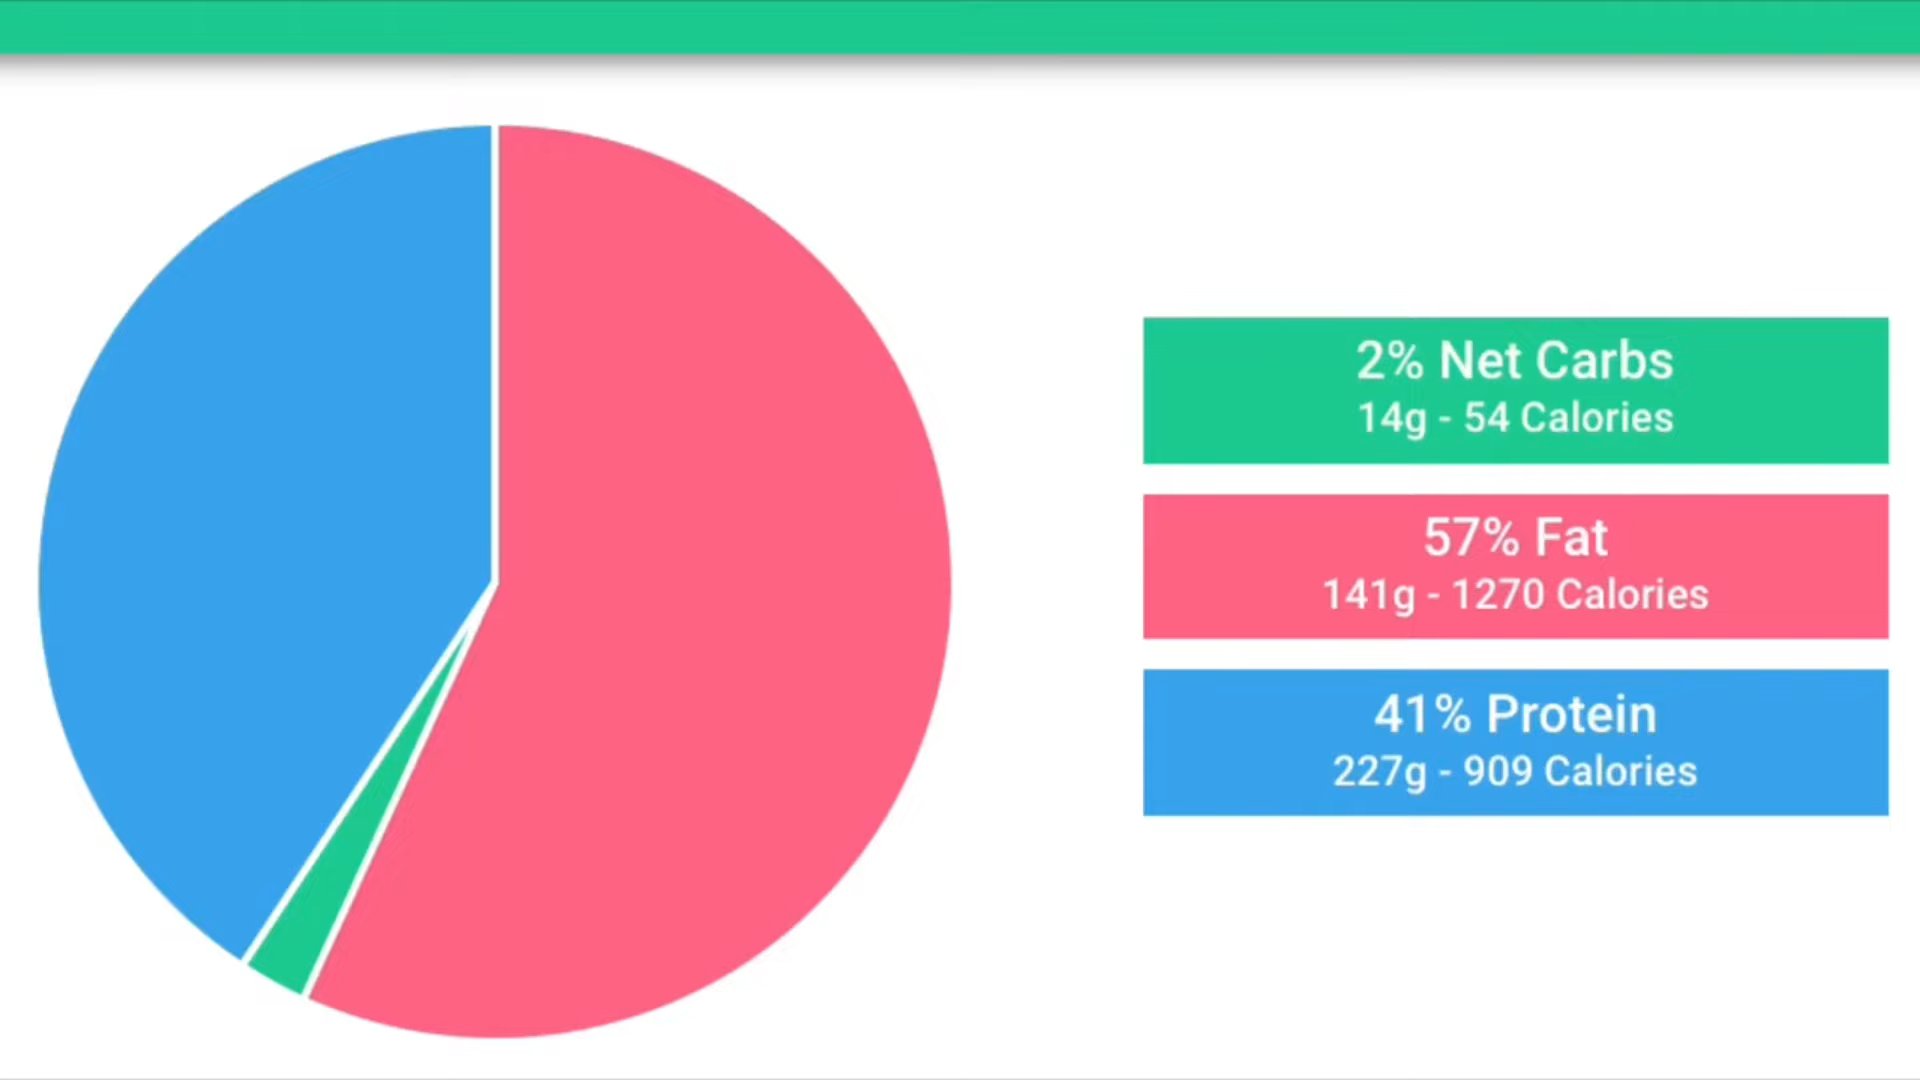 2% Net Carbs
14g - 54 Calories
57% Fat
141g - 1270 Calories
41% Protein
227g - 909 Calories